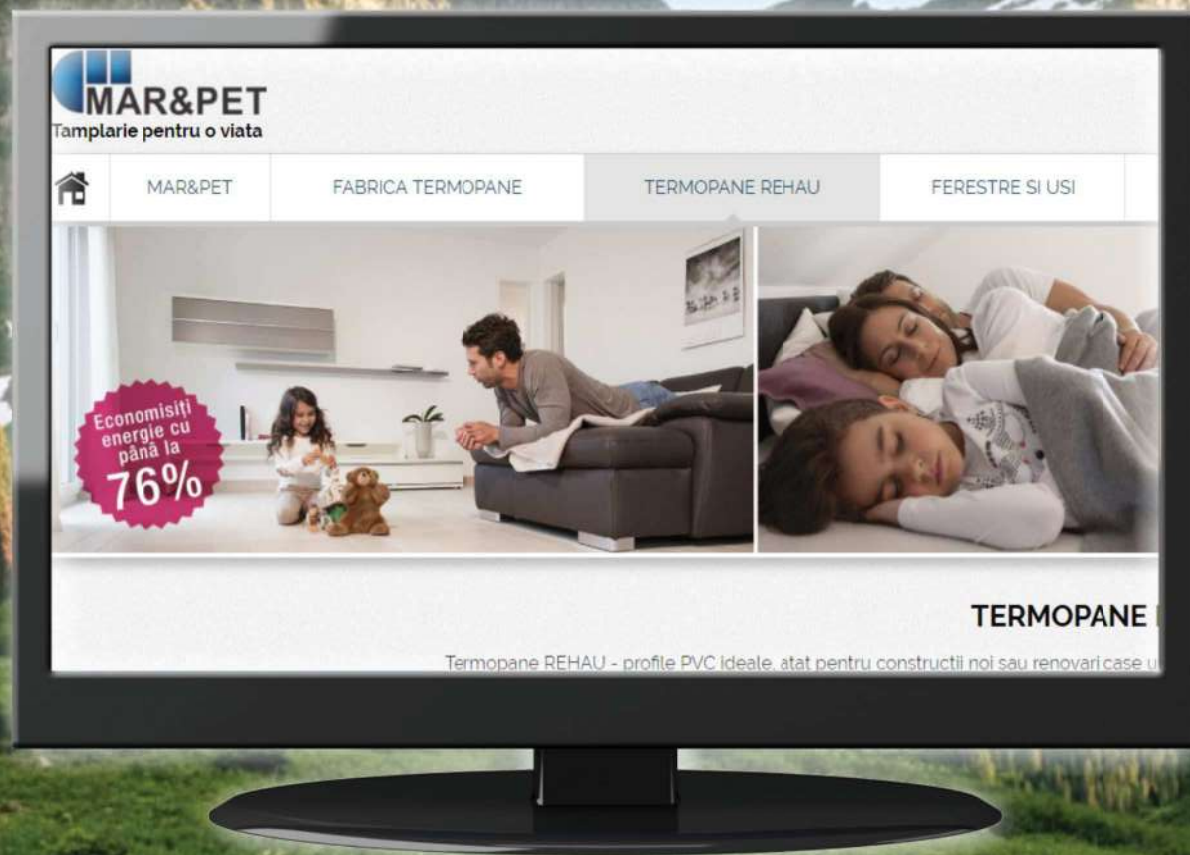 MAR&PET
Tamplarie pentru o viata
MAR&PET
FABRICA TERMOPANE
TERMOPANE REHAU
FERESTRE SI USI
Economisiți
energie cu
până la
76%
TERMOPANE
Termopane REHAU - profile PVC ideale, atat pentru constructii noi sau renovari case u